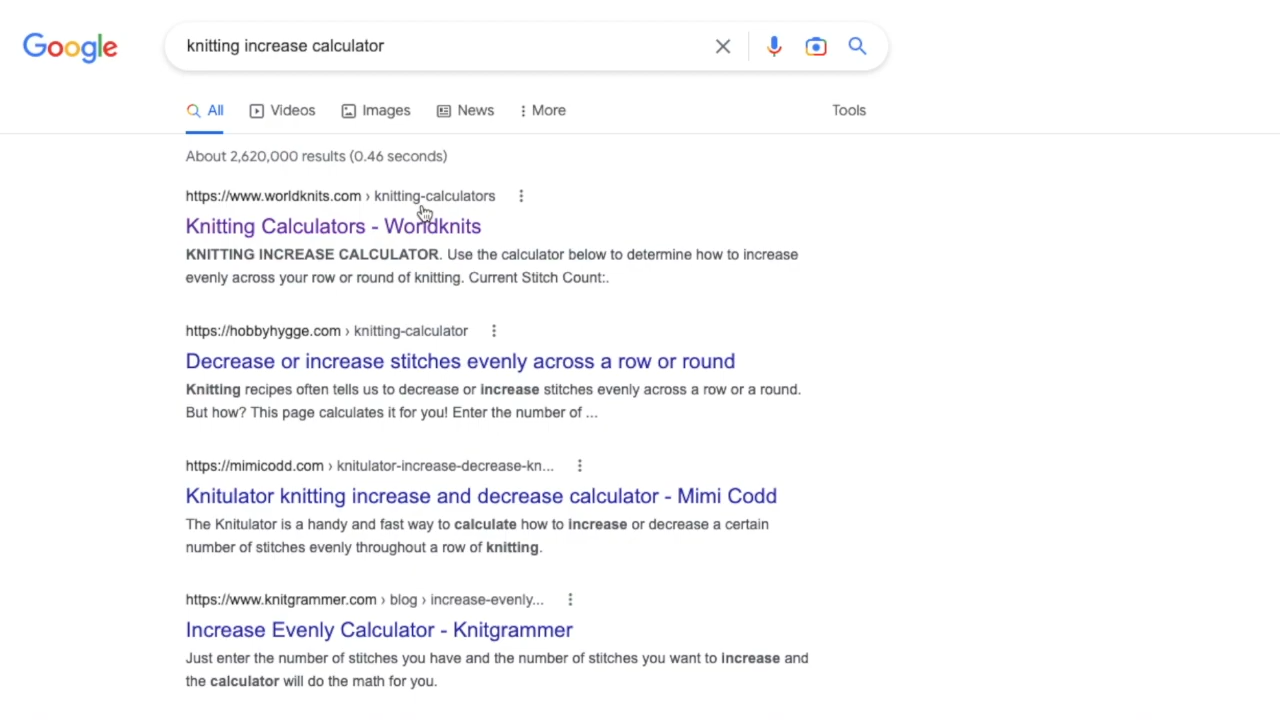 Google
knitting increase calculator
All Videos Images News More Tools
About 2,620,000 results (0.46 seconds)
https://www.worldknits.com › knitting-calculators
Knitting Calculators - Worldknits
KNITTING INCREASE CALCULATOR. Use the calculator below to determine how to increase
evenly across your row or round of knitting. Current Stitch Count:.
https://hobbyhygge.com › knitting-calculator
Decrease or increase stitches evenly across a row or round
Knitting recipes often tells us to decrease or increase stitches evenly across a row or a round.
But how? This page calculates it for you! Enter the number of ...
https://mimicodd.com › knitulator-increase-decrease-kn...
Knitulator knitting increase and decrease calculator - Mimi Codd
The Knitulator is a handy and fast way to calculate how to increase or decrease a certain
number of stitches evenly throughout a row of knitting.
https://www.knitgrammer.com › blog › increase-evenly...
Increase Evenly Calculator - Knitgrammer
Just enter the number of stitches you have and the number of stitches you want to increase and
the calculator will do the math for you.